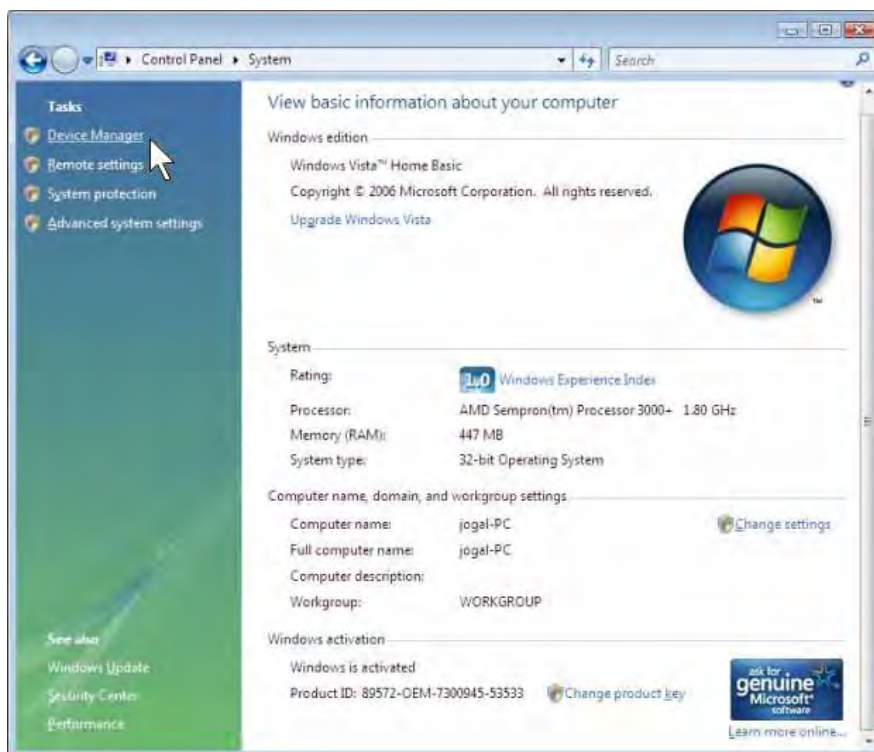 Control Panel ▸ System
Search
Tasks
Device Manager
Remote settings
System protection
Advanced system settings
See also
Windows Update
Security Center
Performance
View basic information about your computer
Windows edition
Windows Vista™ Home Basic
Copyright © 2006 Microsoft Corporation. All rights reserved.
Upgrade Windows Vista
TM
System
Rating:
1.0 Windows Experience Index
Processor: AMD Sempron(tm) Processor 3000+ 1.80 GHz
Memory (RAM): 447 MB
System type: 32-bit Operating System
Computer name, domain, and workgroup settings
Computer name: jogal-PC
Change settings
Full computer name: jogal-PC
Computer description:
Workgroup: WORKGROUP
Windows activation
Windows is activated
Product ID: 89572-OEM-7300945-53533 Change product key
ask for
genuine
Microsoft
software
Learn more online...